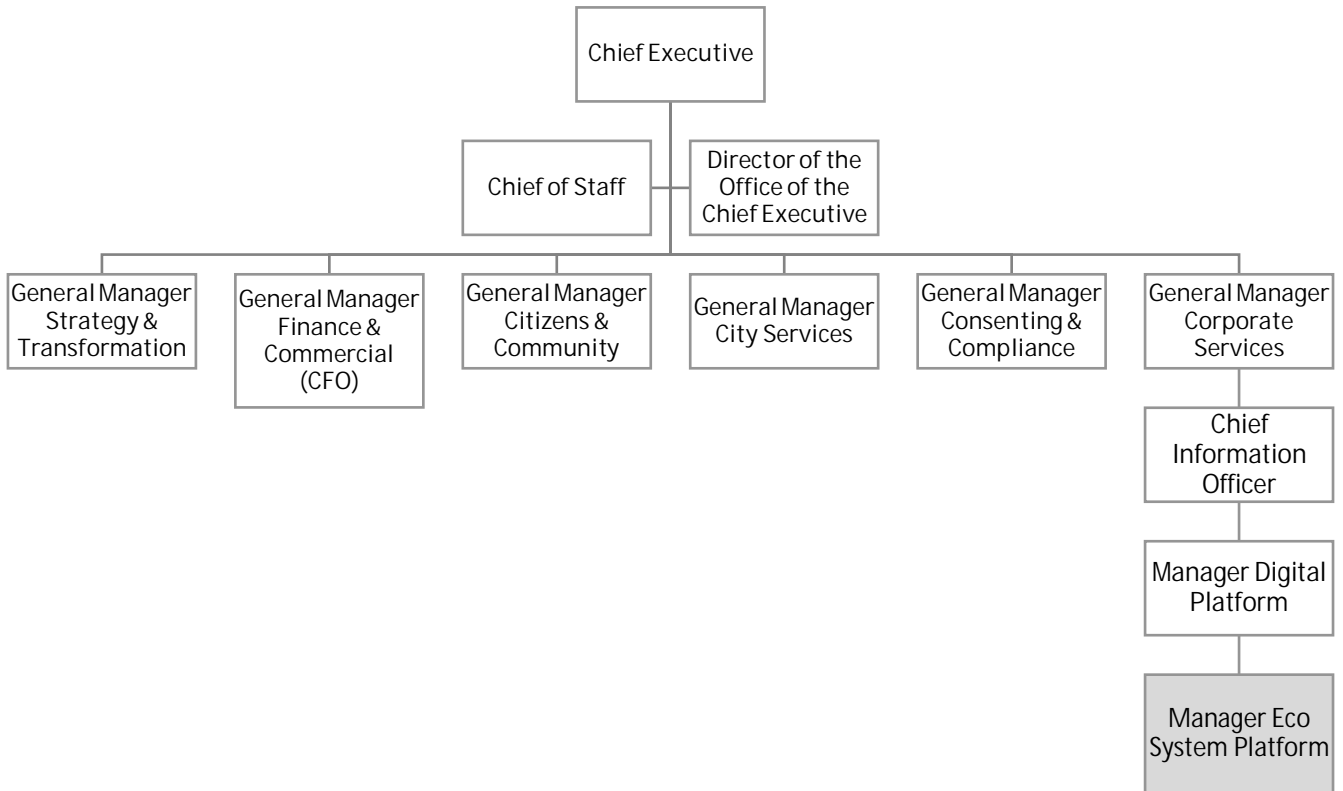 Chief Executive
Chief of Staff
Director of the
Office of the
Chief Executive
General Manager
Strategy &
Transformation
General Manager
Finance &
Commercial
(CFO)
General Manager
Citizens &
Community
General Manager
City Services
General Manager
Consenting &
Compliance
General Manager
Corporate
Services
Chief
Information
Officer
Manager Digital
Platform
Manager Eco
System Platform